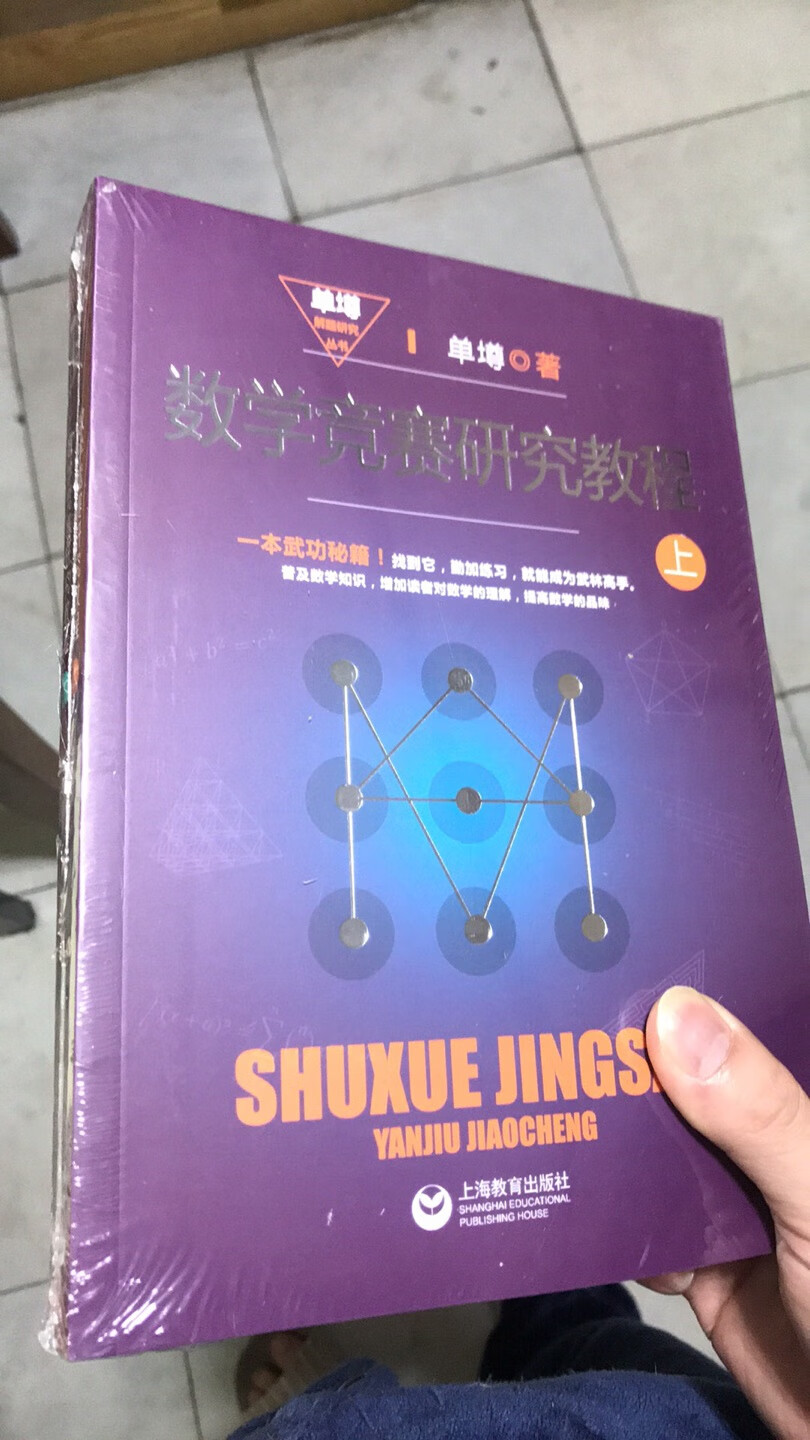 单墫
解题研究
丛书
单墫◎著
数学竞赛研究教程
上
一本武功秘籍！找到它，勤加练习，就能成为武林高手。
普及数学知识，增加读者对数学的理解，提高数学的品味
SHUXUE JINGS
YANJIU JIAOCHENG
上海教育出版社
SHANGHAI EDUCATIONAL
PUBLISHING HOUSE